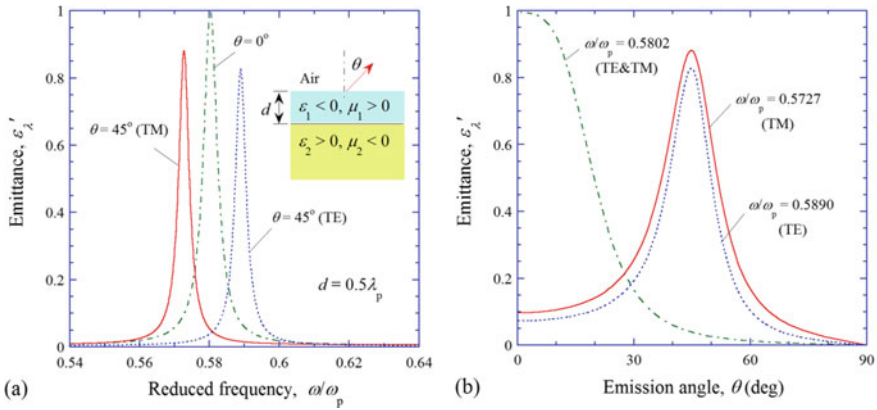 Emittance, ελ′
1
0.8
0.6
0.4
0.2
0
0.54
0.56
0.58
0.6
0.62
0.64
Reduced frequency, ω/ωp
(a)
θ = 0°
θ = 45° (TM)
θ = 45° (TE)
Air
θ
d
ε1 < 0, μ1 > 0
ε2 > 0, μ2 < 0
d = 0.5λp
Emittance, ελ′
1
0.8
0.6
0.4
0.2
0
0
30
60
90
Emission angle, θ (deg)
(b)
ω/ωp = 0.5802
(TE&TM)
ω/ωp = 0.5727
(TM)
ω/ωp = 0.5890
(TE)